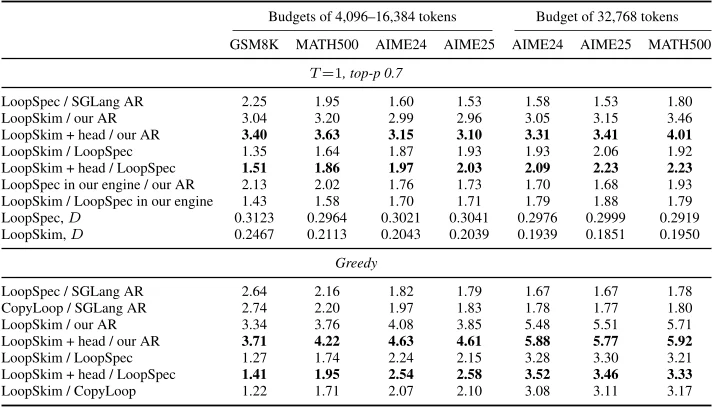 Budgets of 4,096–16,384 tokens Budget of 32,768 tokens
GSM8K MATH500 AIME24 AIME25 AIME24 AIME25 MATH500
T=1, top-p 0.7
LoopSpec / SGLang AR 2.25 1.95 1.60 1.53 1.58 1.53 1.80
LoopSkim / our AR 3.04 3.20 2.99 2.96 3.05 3.15 3.46
LoopSkim + head / our AR 3.40 3.63 3.15 3.10 3.31 3.41 4.01
LoopSkim / LoopSpec 1.35 1.64 1.87 1.93 1.93 2.06 1.92
LoopSkim + head / LoopSpec 1.51 1.86 1.97 2.03 2.09 2.23 2.23
LoopSpec in our engine / our AR 2.13 2.02 1.76 1.73 1.70 1.68 1.93
LoopSkim / LoopSpec in our engine 1.43 1.58 1.70 1.71 1.79 1.88 1.79
LoopSpec, D 0.3123 0.2964 0.3021 0.3041 0.2976 0.2999 0.2919
LoopSkim, D 0.2467 0.2113 0.2043 0.2039 0.1939 0.1851 0.1950
Greedy
LoopSpec / SGLang AR 2.64 2.16 1.82 1.79 1.67 1.67 1.78
CopyLoop / SGLang AR 2.74 2.20 1.97 1.83 1.78 1.77 1.80
LoopSkim / our AR 3.34 3.76 4.08 3.85 5.48 5.51 5.71
LoopSkim + head / our AR 3.71 4.22 4.63 4.61 5.88 5.77 5.92
LoopSkim / LoopSpec 1.27 1.74 2.24 2.15 3.28 3.30 3.21
LoopSkim + head / LoopSpec 1.41 1.95 2.54 2.58 3.52 3.46 3.33
LoopSkim / CopyLoop 1.22 1.71 2.07 2.10 3.08 3.11 3.17